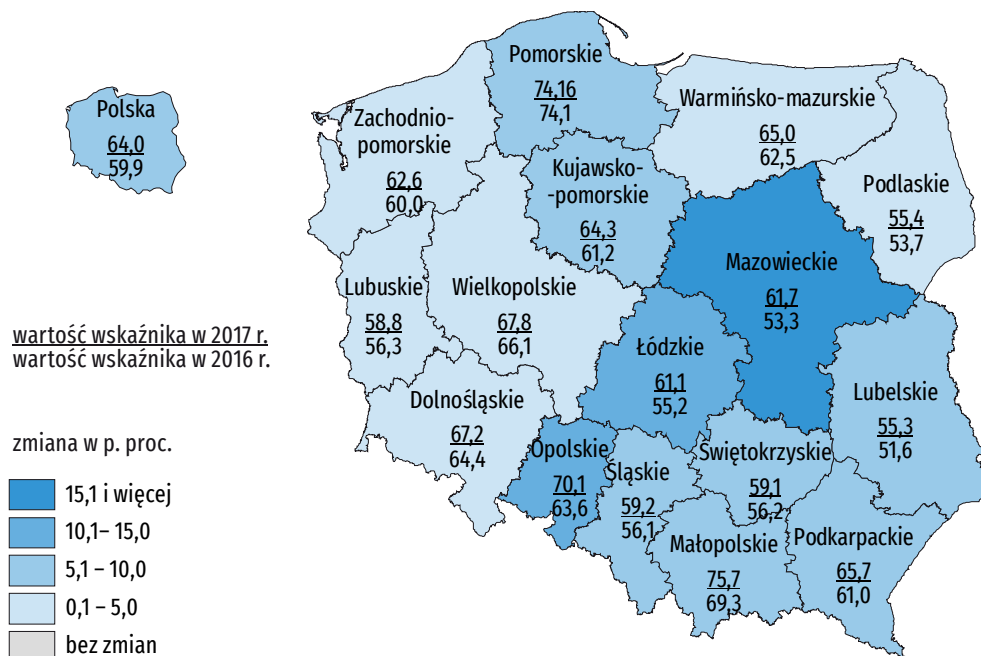 Polska
64,0
59,9
Pomorskie
74,16
74,1
Warmińsko-mazurskie
65,0
62,5
Zachodnio-
pomorskie
62,6
60,0
Kujawsko-
-pomorskie
64,3
61,2
Podlaskie
55,4
53,7
Mazowieckie
61,7
53,3
Lubuskie
58,8
56,3
Wielkopolskie
67,8
66,1
Łódzkie
61,1
55,2
Lubelskie
55,3
51,6
Dolnośląskie
67,2
64,4
Opolskie
70,1
63,6
Śląskie
59,2
56,1
Świętokrzyskie
59,1
56,2
Małopolskie
75,7
69,3
Podkarpackie
65,7
61,0
wartość wskaźnika w 2017 r.
wartość wskaźnika w 2016 r.
zmiana w p. proc.
15,1 i więcej
10,1– 15,0
5,1 – 10,0
0,1 – 5,0
bez zmian